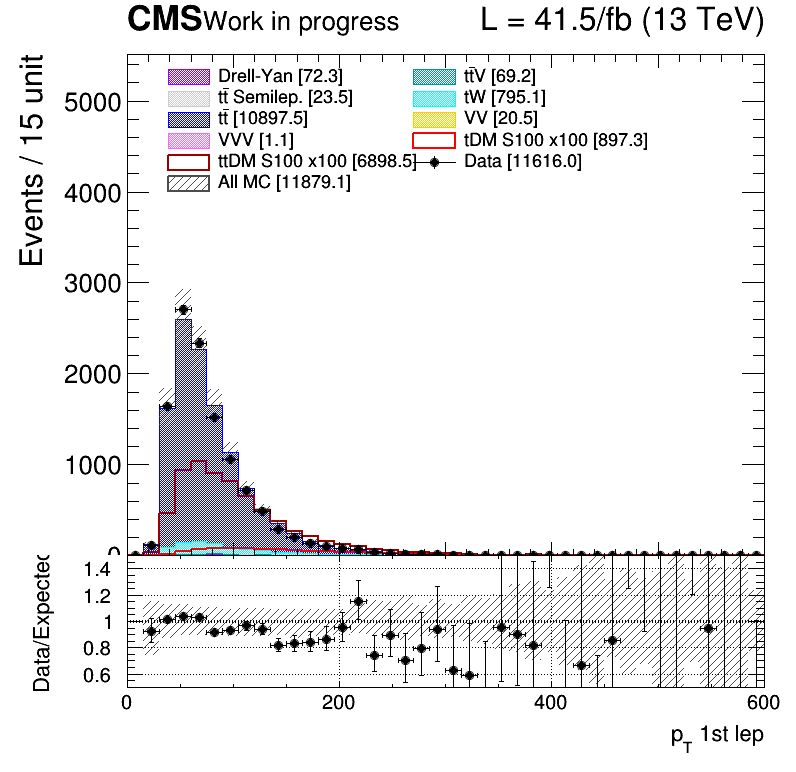 CMS Work in progress L = 41.5/fb (13 TeV)
Events / 15 unit
5000
4000
3000
2000
1000
0
Drell-Yan [72.3] tt̄V [69.2]
tt̄ Semilep. [23.5] tW [795.1]
tt̄ [10897.5] VV [20.5]
VVV [1.1] tDM S100 x100 [897.3]
ttDM S100 x100 [6898.5] Data [11616.0]
All MC [11879.1]
Data/Expected
1.4
1.2
1
0.8
0.6
0 200 400 600
p_T 1st lep